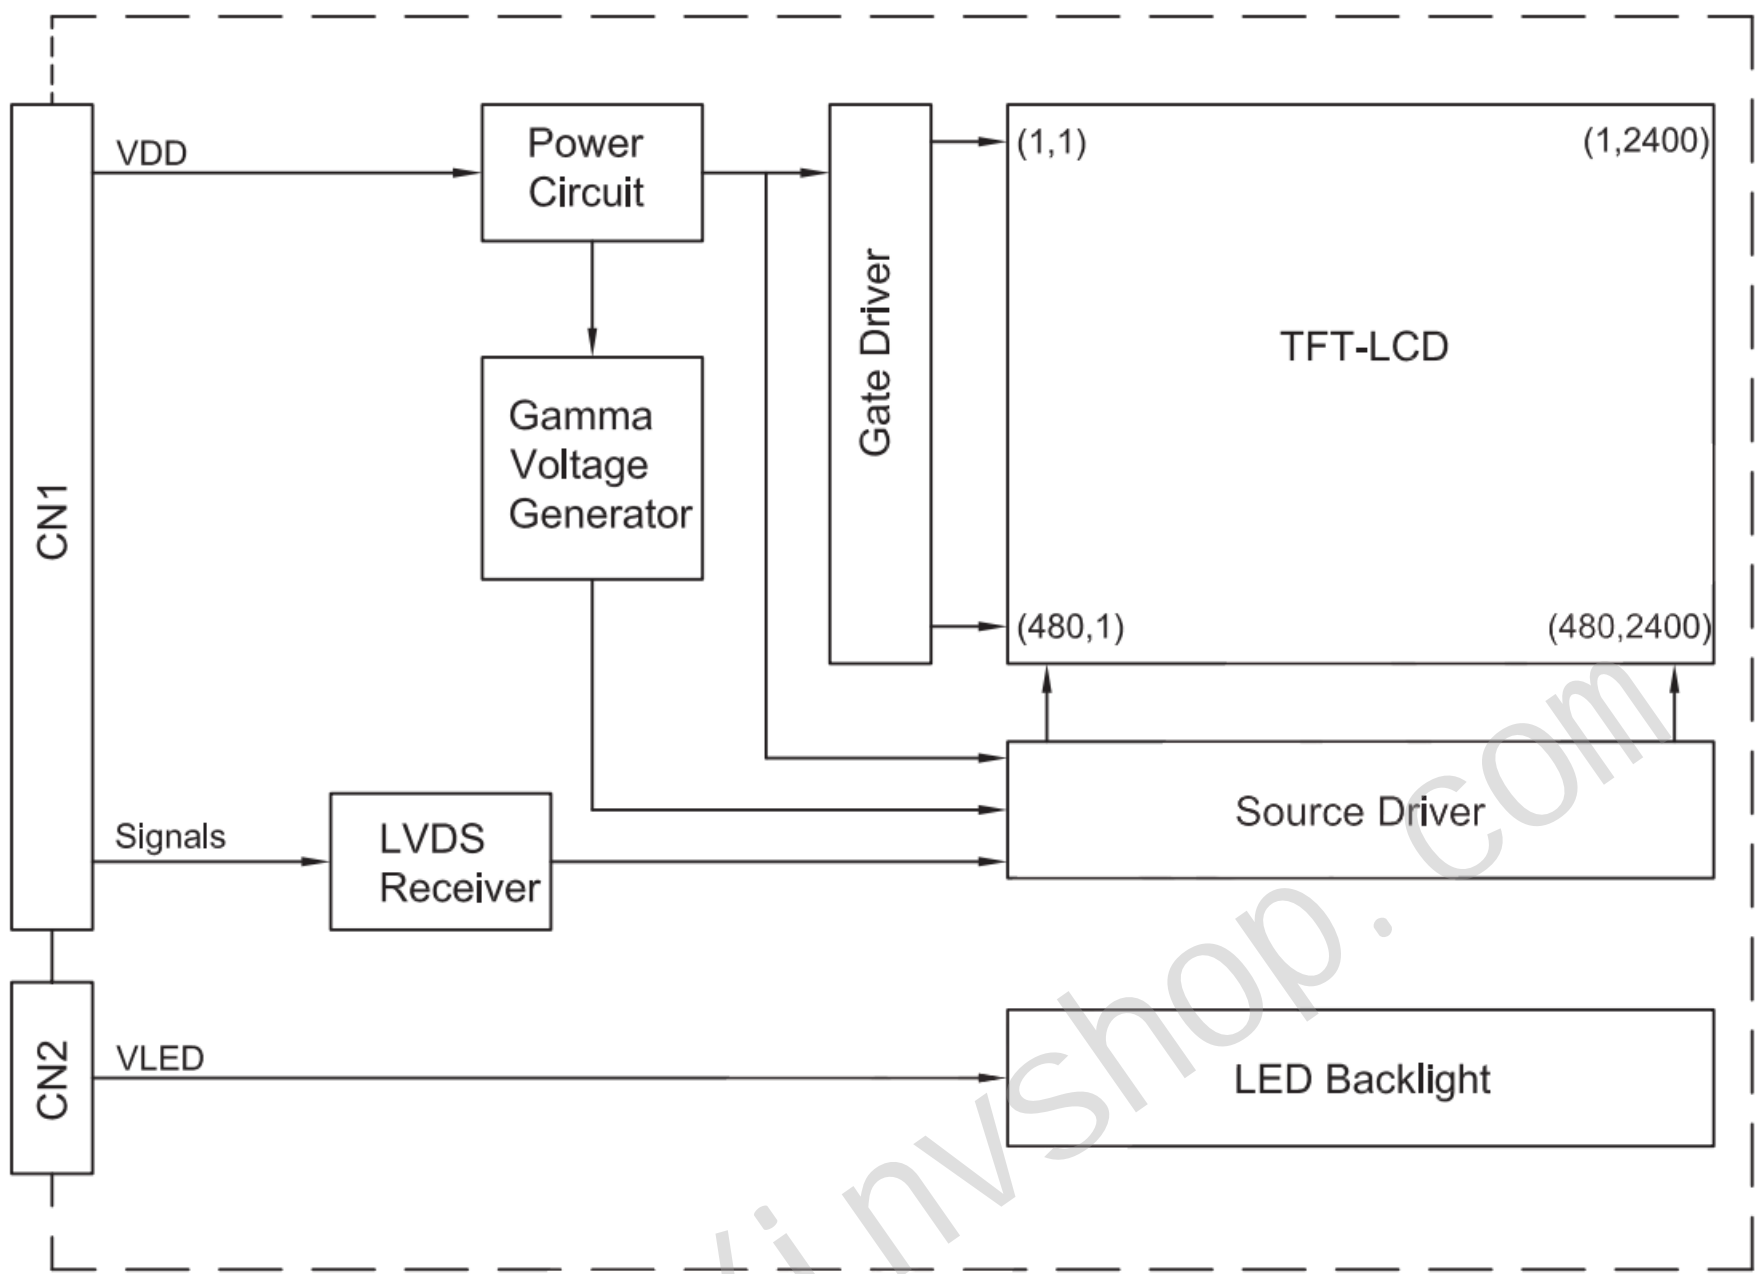 VDD
Power
Circuit
(1,1)
(1,2400)
Gate Driver
TFT-LCD
Gamma
Voltage
Generator
CN1
(480,1)
(480,2400)
Source Driver
Signals
LVDS
Receiver
CN2
VLED
LED Backlight
invshop.com